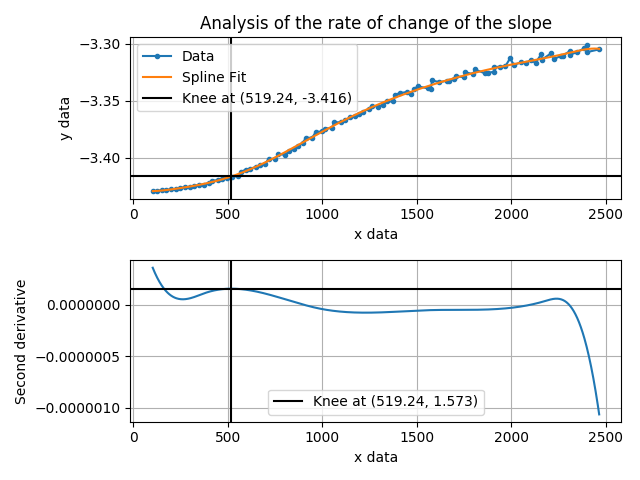 Analysis of the rate of change of the slope
−3.30
−3.35
−3.40
y data
Data
Spline Fit
Knee at (519.24, -3.416)
0 500 1000 1500 2000 2500
x data
0.0000000
−0.0000005
−0.0000010
Second derivative
Knee at (519.24, 1.573)
0 500 1000 1500 2000 2500
x data